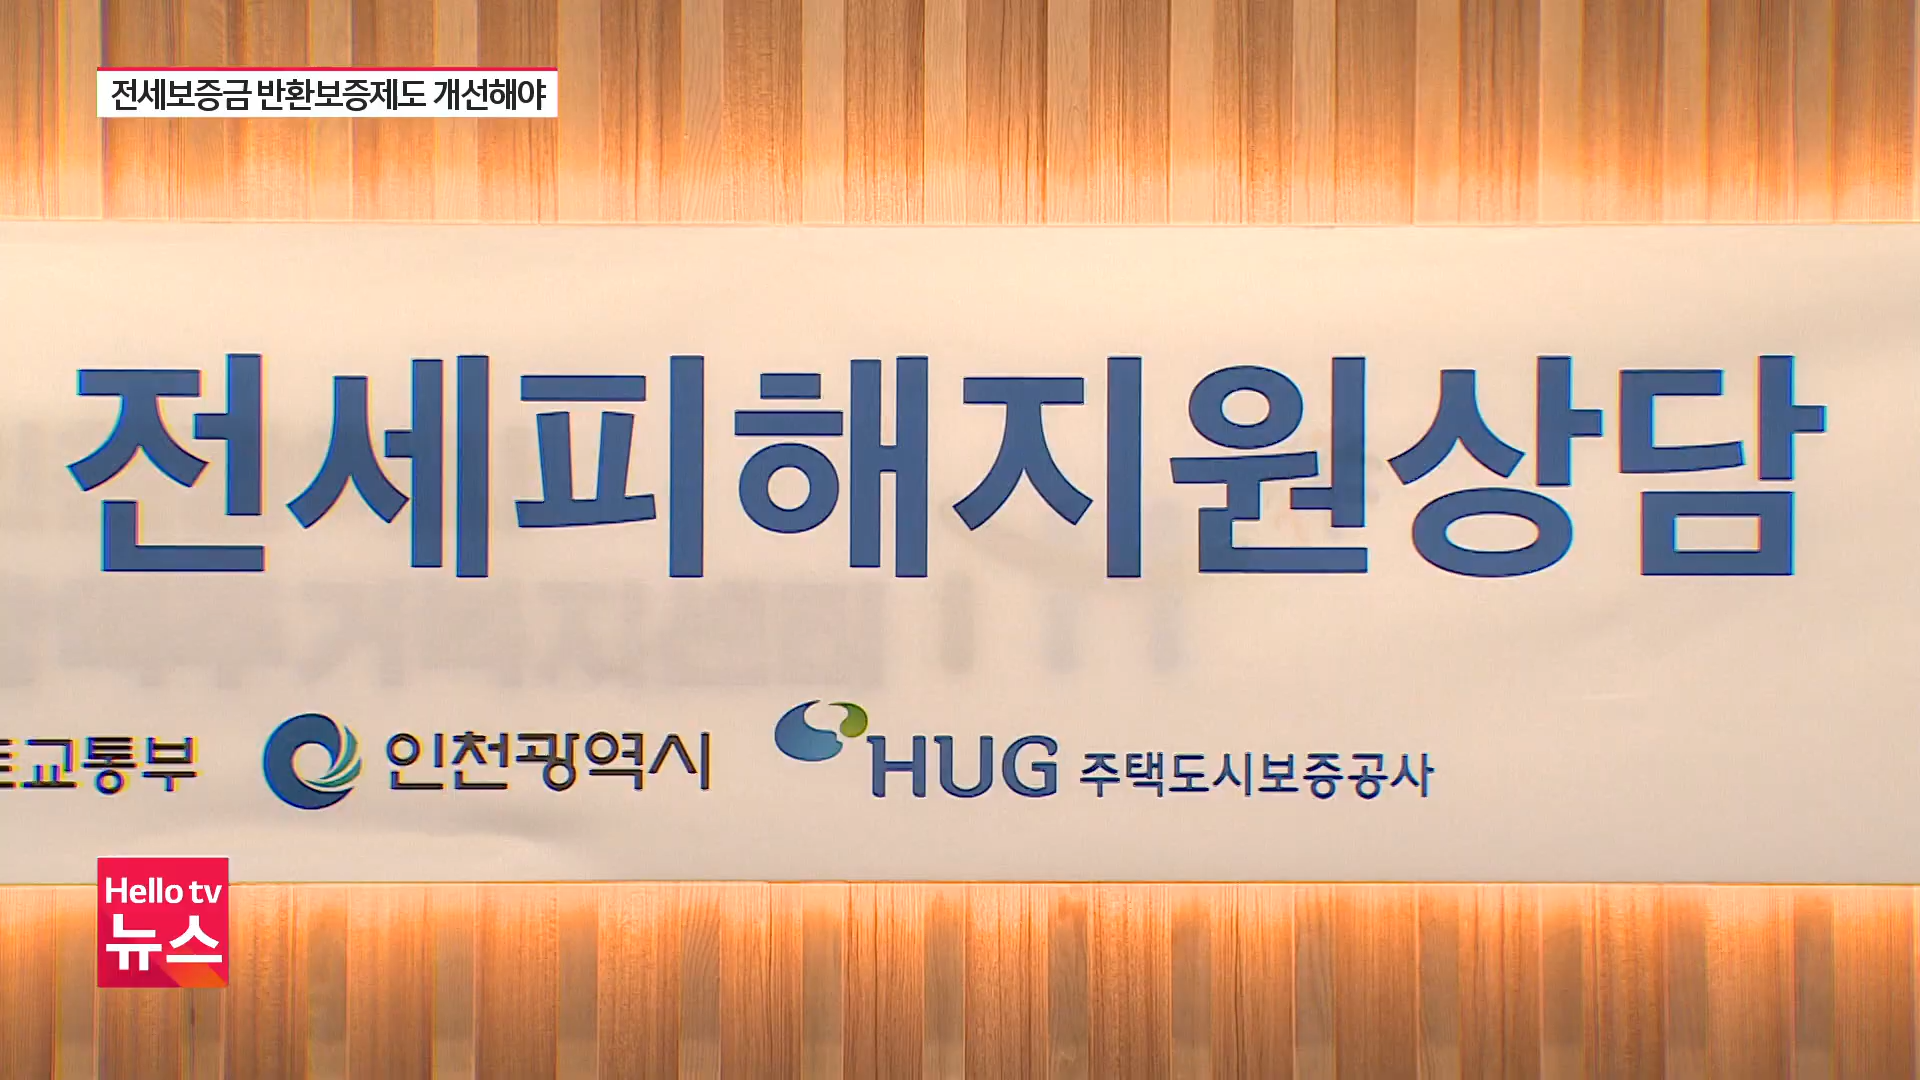 전세보증금 반환보증제도 개선해야
전세피해지원상담
교통부 인천광역시 HUG 주택도시보증공사
Hello tv
뉴스